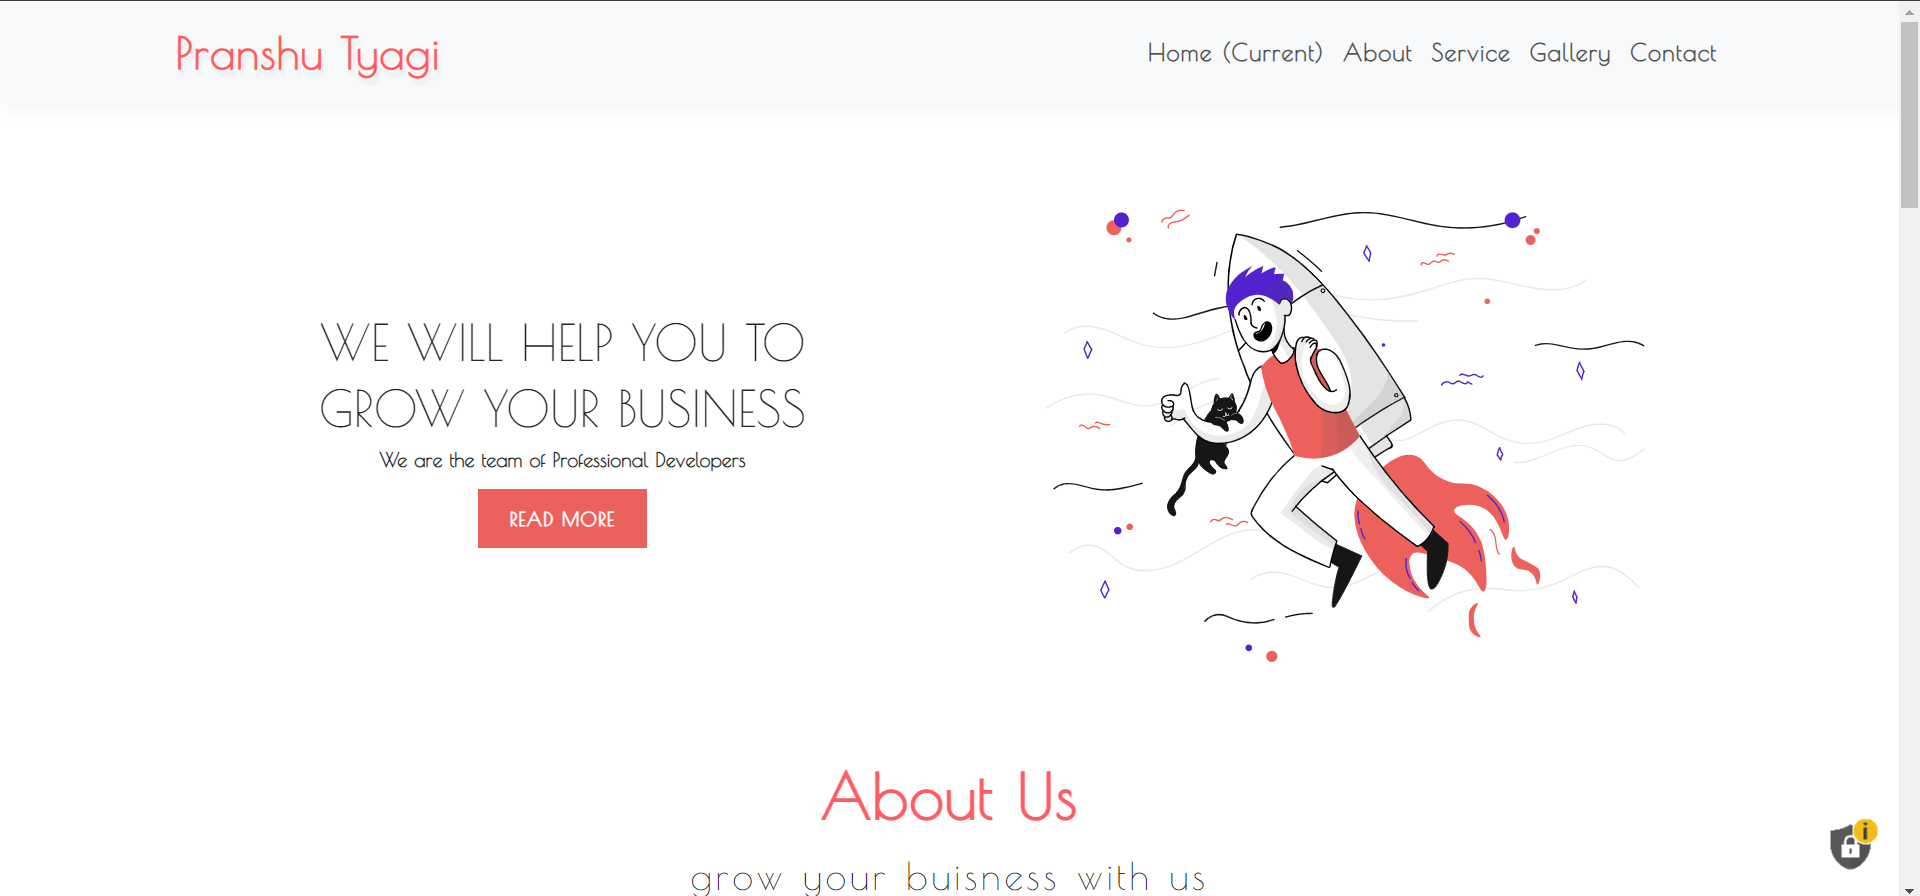 Pranshu Tyagi
Home (Current) About Service Gallery Contact
WE WILL HELP YOU TO
GROW YOUR BUSINESS
We are the team of Professional Developers
READ MORE
About Us
grow your buisness with us
i